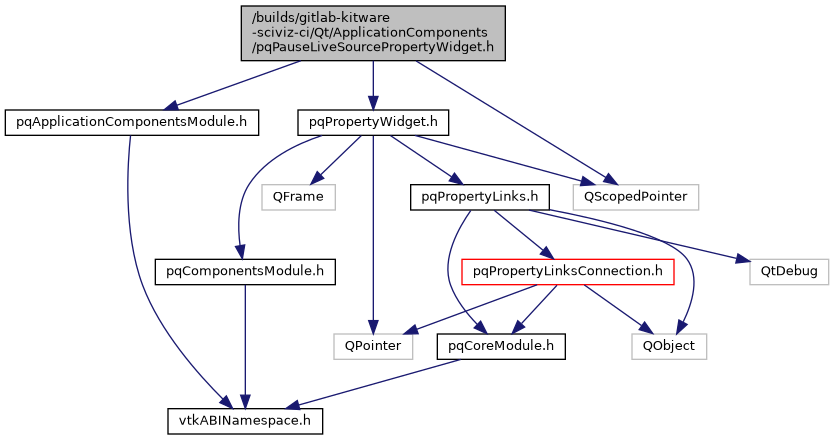 /builds/gitlab-kitware
-sciviz-ci/Qt/ApplicationComponents
/pqPauseLiveSourcePropertyWidget.h
pqApplicationComponentsModule.h
pqPropertyWidget.h
QFrame
pqPropertyLinks.h
QScopedPointer
pqComponentsModule.h
pqPropertyLinksConnection.h
QtDebug
QPointer
pqCoreModule.h
QObject
vtkABINamespace.h